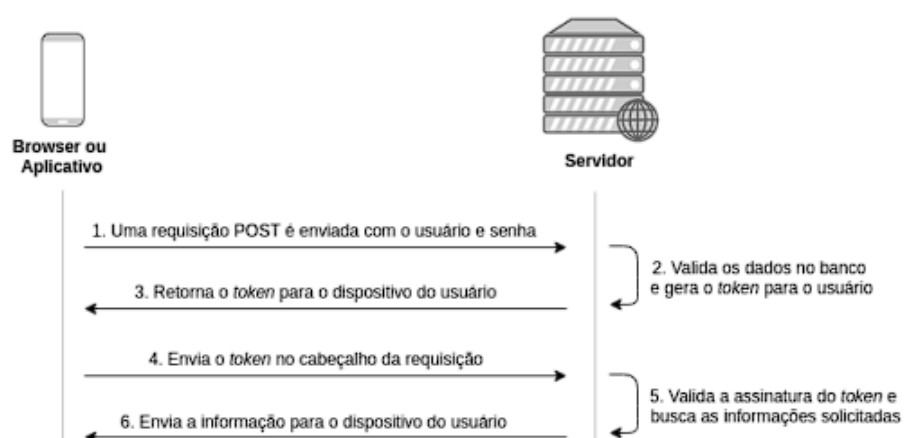 Browser ou
Aplicativo
Servidor
1. Uma requisição POST é enviada com o usuário e senha
2. Valida os dados no banco
e gera o token para o usuário
3. Retorna o token para o dispositivo do usuário
4. Envia o token no cabeçalho da requisição
5. Valida a assinatura do token e
busca as informações solicitadas
6. Envia a informação para o dispositivo do usuário